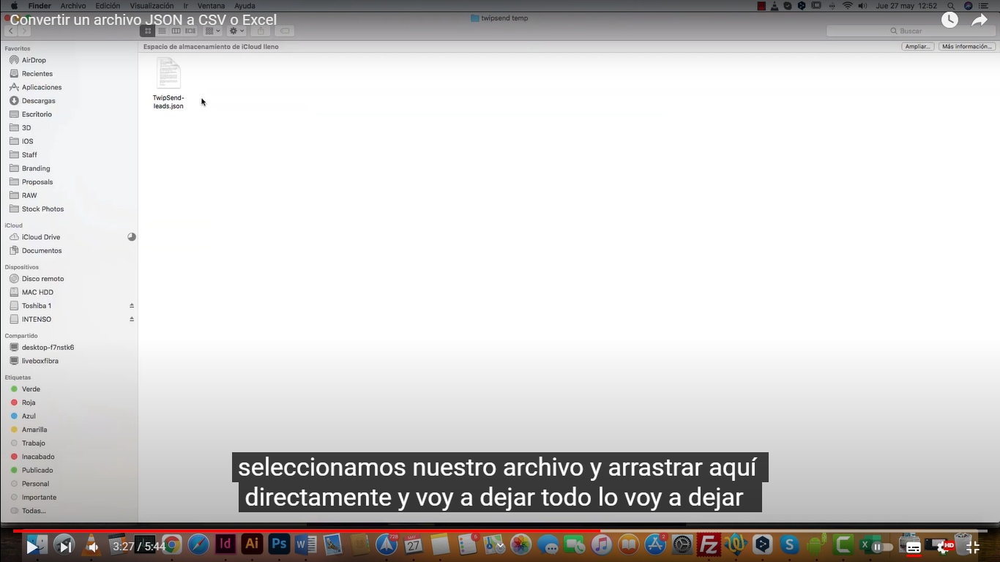 Finder Archivo Edición Visualización Ir Ventana Ayuda Jue 27 may 12:52
Convertir un archivo JSON a CSV o Excel
twipsend temp
Buscar
Espacio de almacenamiento de iCloud lleno
Ampliar...
Más información...
Favoritos
AirDrop
Recientes
Aplicaciones
Descargas
Escritorio
3D
IOS
Staff
Branding
Proposals
RAW
Stock Photos
iCloud
iCloud Drive
Documentos
Dispositivos
Disco remoto
MAC HDD
Toshiba 1
INTENSO
Compartido
desktop-f7nstk6
liveboxfibra
Etiquetas
Verde
Roja
Azul
Amarilla
Trabajo
Inacabado
Publicado
Personal
Importante
Todas...
TwipSend-
leads.json
seleccionamos nuestro archivo y arrastrar aquí
directamente y voy a dejar todo lo voy a dejar
3:27 / 5:44
Id
Ai
Ps
W
728
MAY
27
8
2
Fz
S
C
X
HD